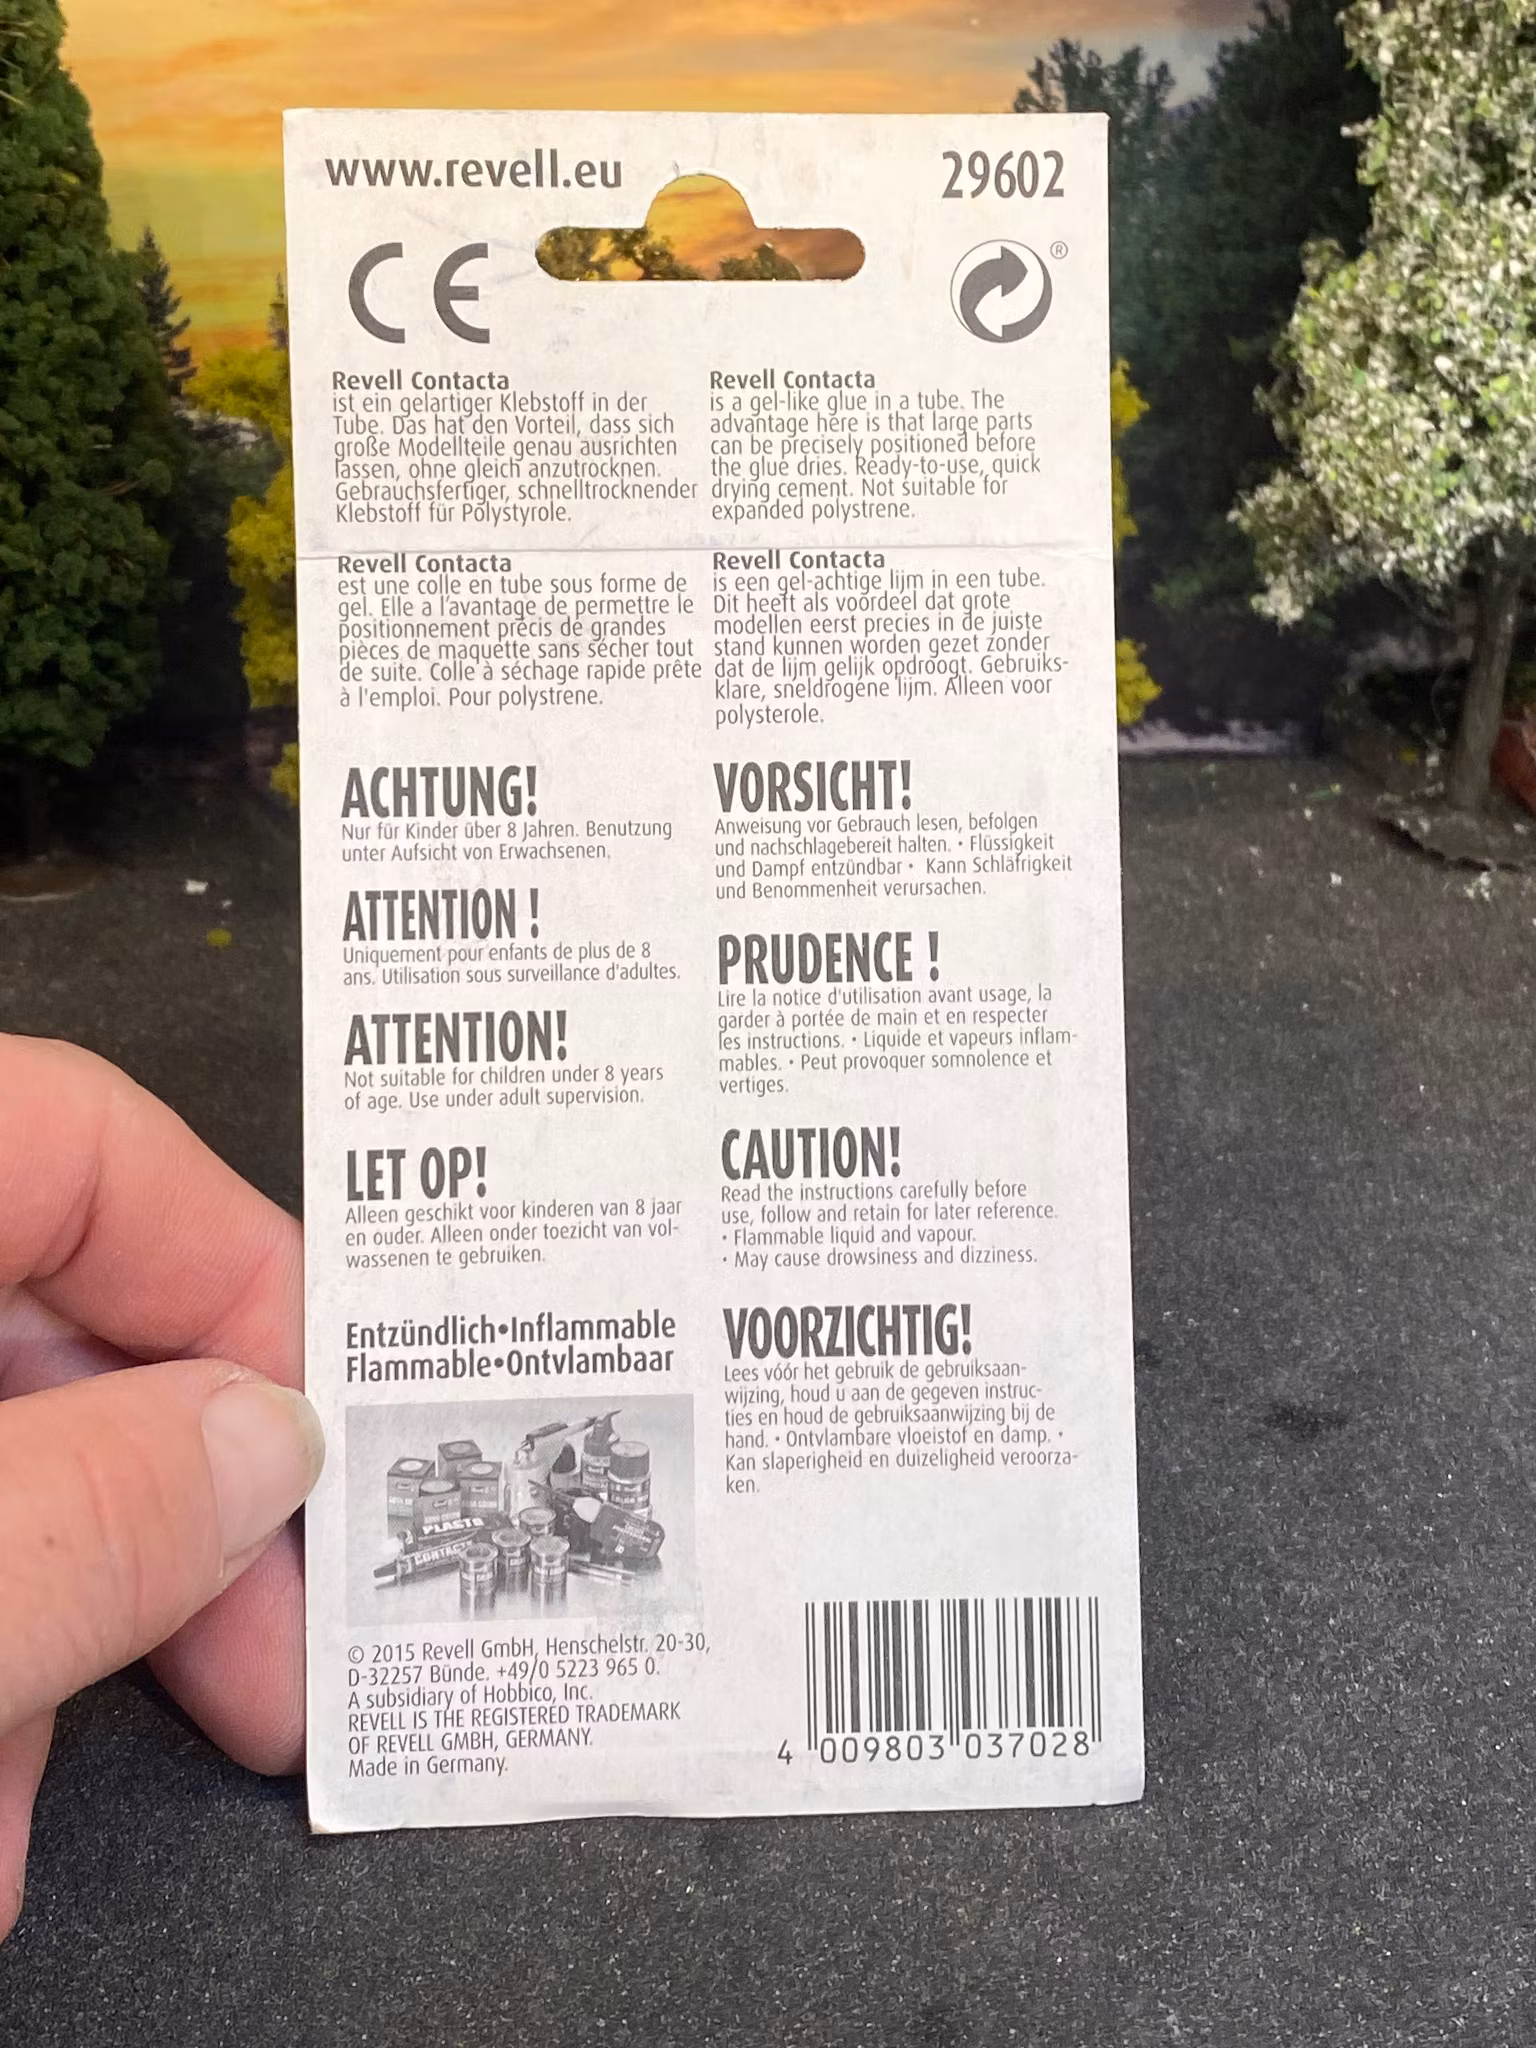 www.revell.eu
29602
CE
®
Revell Contacta
ist ein gelartiger Klebstoff in der
Tube. Das hat den Vorteil, dass sich
große Modellteile genau ausrichten
lassen, ohne gleich anzutrocknen.
Gebrauchsfertiger, schnelltrocknender
Klebstoff für Polystyrole.
Revell Contacta
is a gel-like glue in a tube. The
advantage here is that large parts
can be precisely positioned before
the glue dries. Ready-to-use, quick
drying cement. Not suitable for
expanded polystrene.
Revell Contacta
est une colle en tube sous forme de
gel. Elle a l'avantage de permettre le
positionnement précis de grandes
pièces de maquette sans sécher tout
de suite. Colle à séchage rapide prête
à l'emploi. Pour polystrene.
Revell Contacta
is een gel-achtige lijm in een tube.
Dit heeft als voordeel dat grote
modellen eerst precies in de juiste
stand kunnen worden gezet zonder
dat de lijm gelijk opdroogt. Gebruiks-
klare, sneldrogene lijm. Alleen voor
polysterole.
ACHTUNG!
Nur für Kinder über 8 Jahren. Benutzung
unter Aufsicht von Erwachsenen.
ATTENTION !
Uniquement pour enfants de plus de 8
ans. Utilisation sous surveillance d'adultes.
ATTENTION!
Not suitable for children under 8 years
of age. Use under adult supervision.
LET OP!
Alleen geschikt voor kinderen van 8 jaar
en ouder. Alleen onder toezicht van vol-
wassenen te gebruiken.
Entzündlich•Inflammable
Flammable•Ontvlambaar
VORSICHT!
Anweisung vor Gebrauch lesen, befolgen
und nachschlagebereit halten. • Flüssigkeit
und Dampf entzündbar • Kann Schläfrigkeit
und Benommenheit verursachen.
PRUDENCE !
Lire la notice d'utilisation avant usage, la
garder à portée de main et en respecter
les instructions. • Liquide et vapeurs inflam-
mables. • Peut provoquer somnolence et
vertiges.
CAUTION!
Read the instructions carefully before
use, follow and retain for later reference.
• Flammable liquid and vapour.
• May cause drowsiness and dizziness.
VOORZICHTIG!
Lees vóór het gebruik de gebruiksaan-
wijzing, houd u aan de gegeven instruc-
ties en houd de gebruiksaanwijzing bij de
hand. • Ontvlambare vloeistof en damp. •
Kan slaperigheid en duizeligheid veroorza-
ken.
PLASTO
CONTACTA
© 2015 Revell GmbH, Henschelstr. 20-30,
D-32257 Bünde. +49/0 5223 965 0.
A subsidiary of Hobbico, Inc.
REVELL IS THE REGISTERED TRADEMARK
OF REVELL GMBH, GERMANY.
Made in Germany.
4 009803 037028